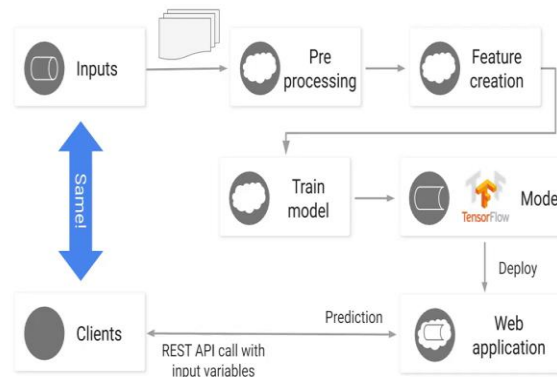 Inputs
Pre
processing
Feature
creation
Same!
Train
model
TensorFlow
Model
Deploy
Clients
Prediction
REST API call with
input variables
Web
application